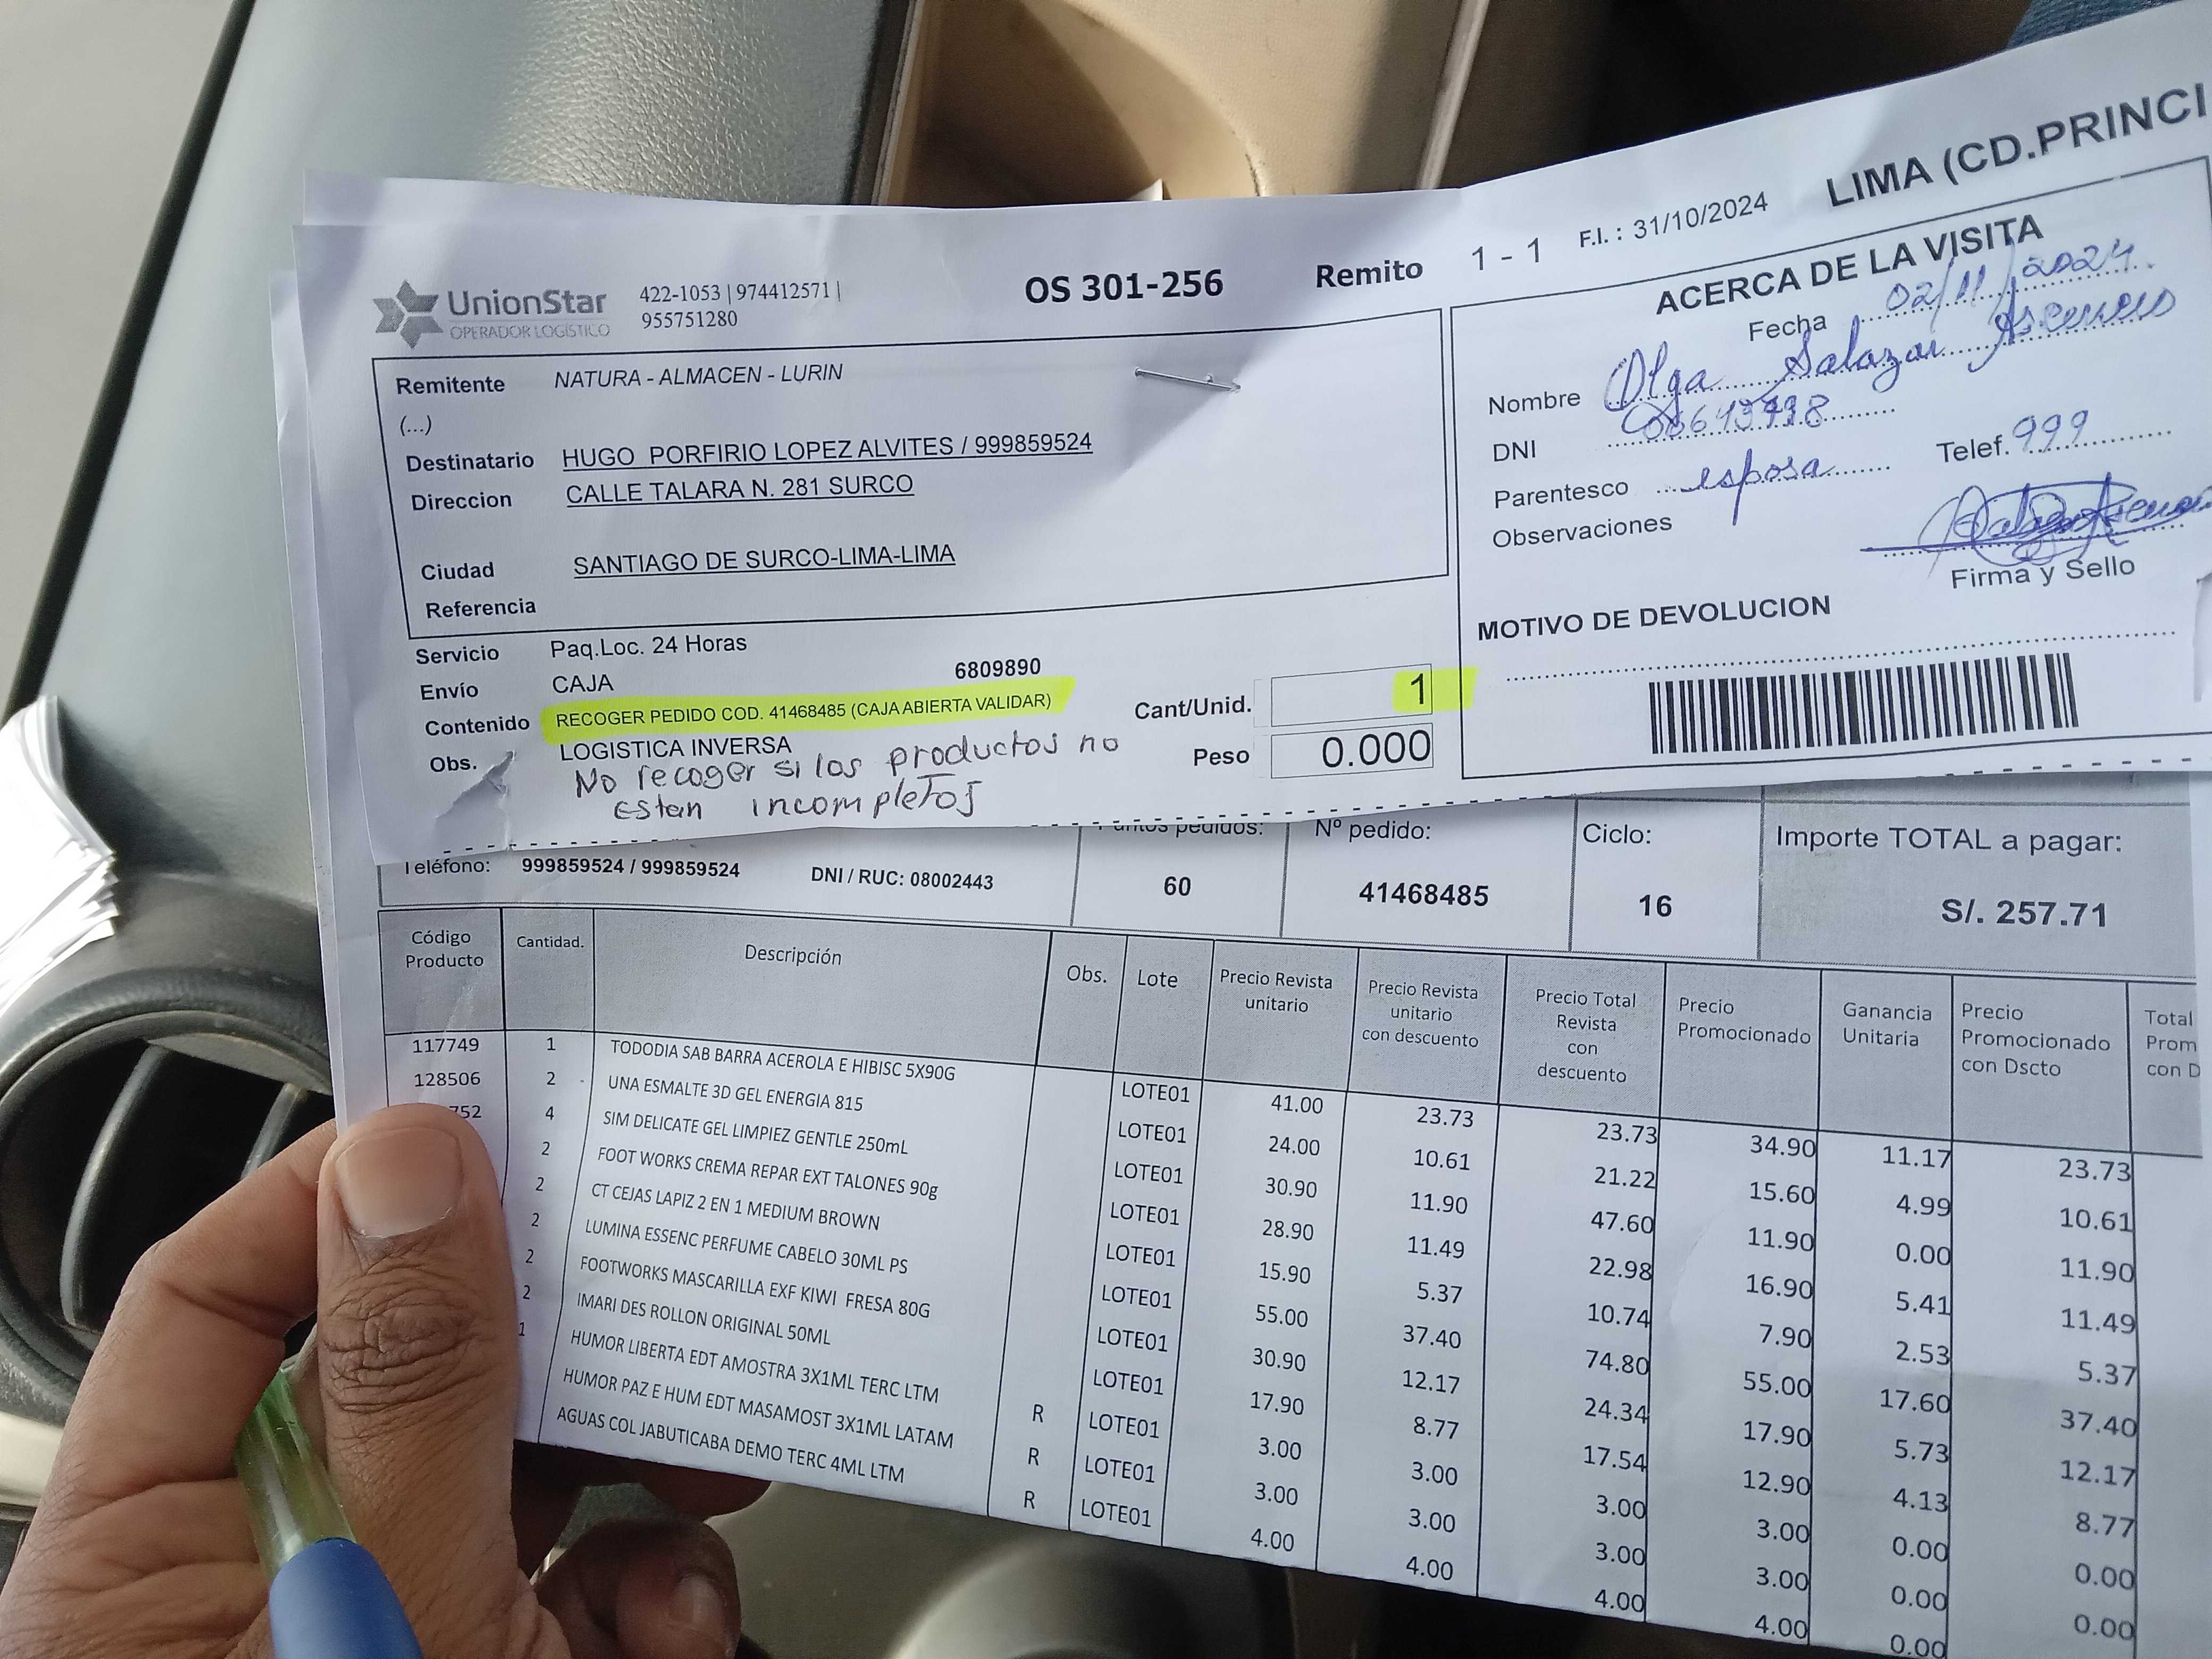 LIMA (CD.PRINCI
UnionStar
OPERADOR LOGÍSTICO
422-1053 | 974412571 |
955751280
OS 301-256 Remito 1 - 1 F.I. : 31/10/2024
Remitente NATURA - ALMACEN - LURIN
(...)
Destinatario HUGO PORFIRIO LOPEZ ALVITES / 999859524
Direccion CALLE TALARA N. 281 SURCO
Ciudad SANTIAGO DE SURCO-LIMA-LIMA
Referencia
Servicio Paq.Loc. 24 Horas
Envío CAJA 6809890
Contenido RECOGER PEDIDO COD. 41468485 (CAJA ABIERTA VALIDAR)
Obs. LOGISTICA INVERSA
No recoger si los productos no
estan incompletos
Cant/Unid. 1
Peso 0.000
ACERCA DE LA VISITA
Fecha 02/11/2024
Nombre Olga Salazar Ascencio
DNI
Parentesco esposa Telef. 999
Observaciones
Firma y Sello
MOTIVO DE DEVOLUCION
Teléfono: 999859524 / 999859524 DNI / RUC: 08002443
Puntos pedidos: 60
Nº pedido: 41468485
Ciclo: 16
Importe TOTAL a pagar:
S/. 257.71
Código Producto Cantidad. Descripción Obs. Lote Precio Revista unitario Precio Revista unitario con descuento Precio Total Revista con descuento Precio Promocionado Ganancia Unitaria Precio Promocionado con Dscto Total Prom con D
117749 1 TODODIA SAB BARRA ACEROLA E HIBISC 5X90G LOTE01 41.00 23.73 23.73 34.90 11.17 23.73
128506 2 UNA ESMALTE 3D GEL ENERGIA 815 LOTE01 24.00 10.61 21.22 15.60 4.99 10.61
752 4 SIM DELICATE GEL LIMPIEZ GENTLE 250mL LOTE01 30.90 11.90 47.60 11.90 0.00 11.90
2 FOOT WORKS CREMA REPAR EXT TALONES 90g LOTE01 28.90 11.49 22.98 16.90 5.41 11.49
2 CT CEJAS LAPIZ 2 EN 1 MEDIUM BROWN LOTE01 15.90 5.37 10.74 7.90 2.53 5.37
2 LUMINA ESSENC PERFUME CABELO 30ML PS LOTE01 55.00 37.40 74.80 55.00 17.60 37.40
2 FOOTWORKS MASCARILLA EXF KIWI FRESA 80G LOTE01 30.90 12.17 24.34 17.90 5.73 12.17
2 IMARI DES ROLLON ORIGINAL 50ML LOTE01 17.90 8.77 17.54 12.90 4.13 8.77
1 HUMOR LIBERTA EDT AMOSTRA 3X1ML TERC LTM R LOTE01 3.00 3.00 3.00 3.00 0.00 0.00
HUMOR PAZ E HUM EDT MASAMOST 3X1ML LATAM R LOTE01 3.00 3.00 3.00 3.00 0.00 0.00
AGUAS COL JABUTICABA DEMO TERC 4ML LTM R LOTE01 4.00 4.00 4.00 4.00 0.00